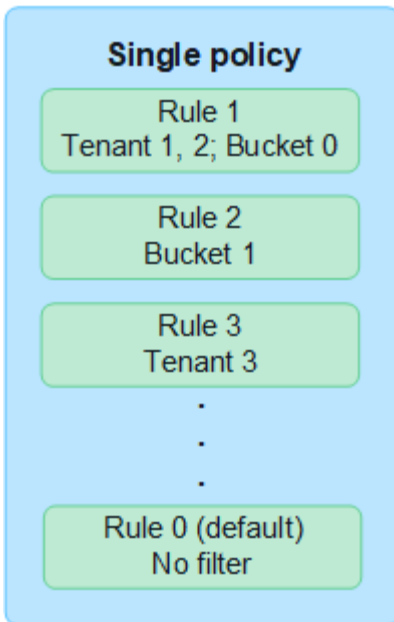 Single policy
Rule 1
Tenant 1, 2; Bucket 0
Rule 2
Bucket 1
Rule 3
Tenant 3
.
.
.
Rule 0 (default)
No filter